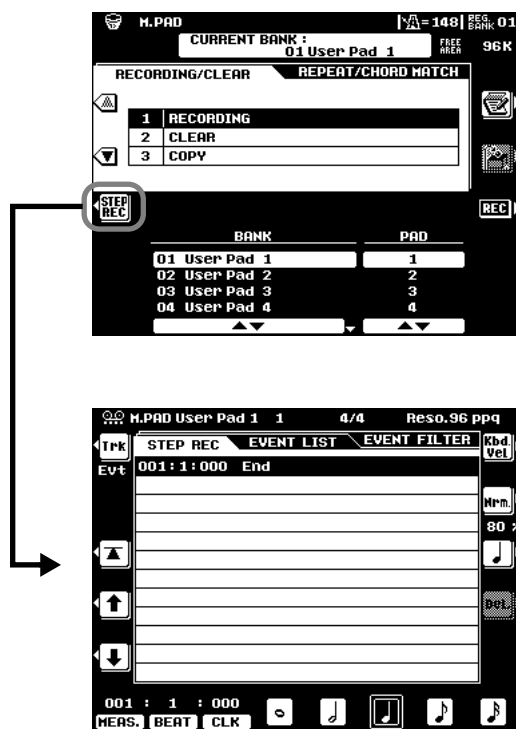 M.PAD =148 REG. BANK 01
CURRENT BANK :
01 User Pad 1
FREE AREA 96K
RECORDING/CLEAR REPEAT/CHORD MATCH
1 RECORDING
2 CLEAR
3 COPY
STEP REC
REC
BANK PAD
01 User Pad 1 1
02 User Pad 2 2
03 User Pad 3 3
04 User Pad 4 4
M.PAD User Pad 1 1 4/4 Reso.96 ppq
Trk STEP REC EVENT LIST EVENT FILTER Kbd. Vel.
Evt 001:1:000 End
Nrm.
80 %
Del.
001 : 1 : 000
MEAS. BEAT CLK